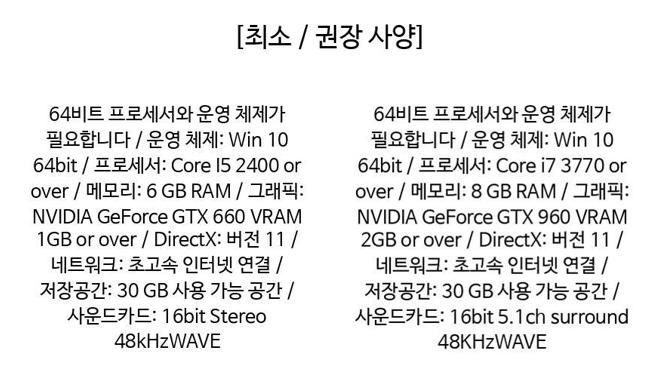 [최소 / 권장 사양]
64비트 프로세서와 운영 체제가
필요합니다 / 운영 체제: Win 10
64bit / 프로세서: Core I5 2400 or
over / 메모리: 6 GB RAM / 그래픽:
NVIDIA GeForce GTX 660 VRAM
1GB or over / DirectX: 버전 11 /
네트워크: 초고속 인터넷 연결 /
저장공간: 30 GB 사용 가능 공간 /
사운드카드: 16bit Stereo
48kHzWAVE
64비트 프로세서와 운영 체제가
필요합니다 / 운영 체제: Win 10
64bit / 프로세서: Core i7 3770 or
over / 메모리: 8 GB RAM / 그래픽:
NVIDIA GeForce GTX 960 VRAM
2GB or over / DirectX: 버전 11 /
네트워크: 초고속 인터넷 연결 /
저장공간: 30 GB 사용 가능 공간 /
사운드카드: 16bit 5.1ch surround
48KHzWAVE